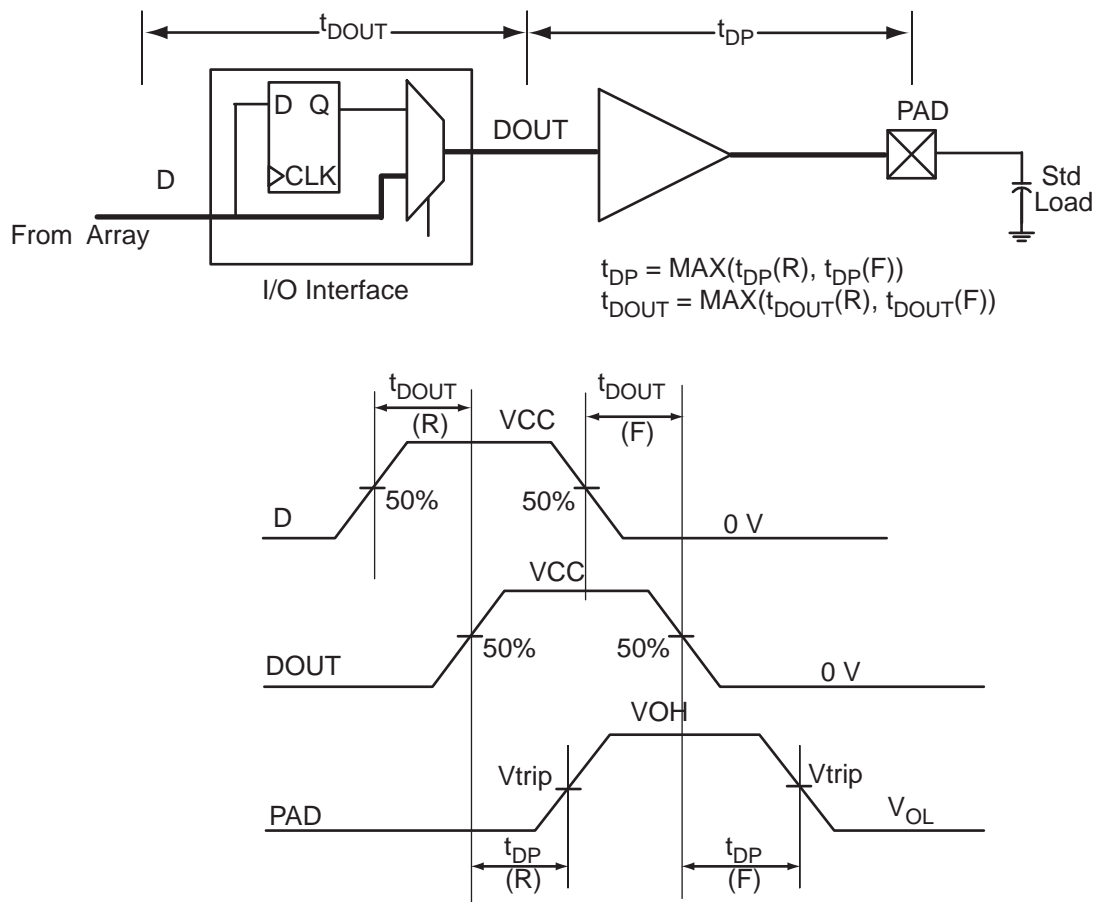 tDOUT
tDP
D Q
CLK
D
From Array
I/O Interface
DOUT
PAD
Std
Load
tDP = MAX(tDP(R), tDP(F))
tDOUT = MAX(tDOUT(R), tDOUT(F))
tDOUT
(R)
VCC
tDOUT
(F)
50%
50%
D
0 V
VCC
50%
50%
DOUT
0 V
VOH
Vtrip
Vtrip
PAD
VOL
tDP
(R)
tDP
(F)